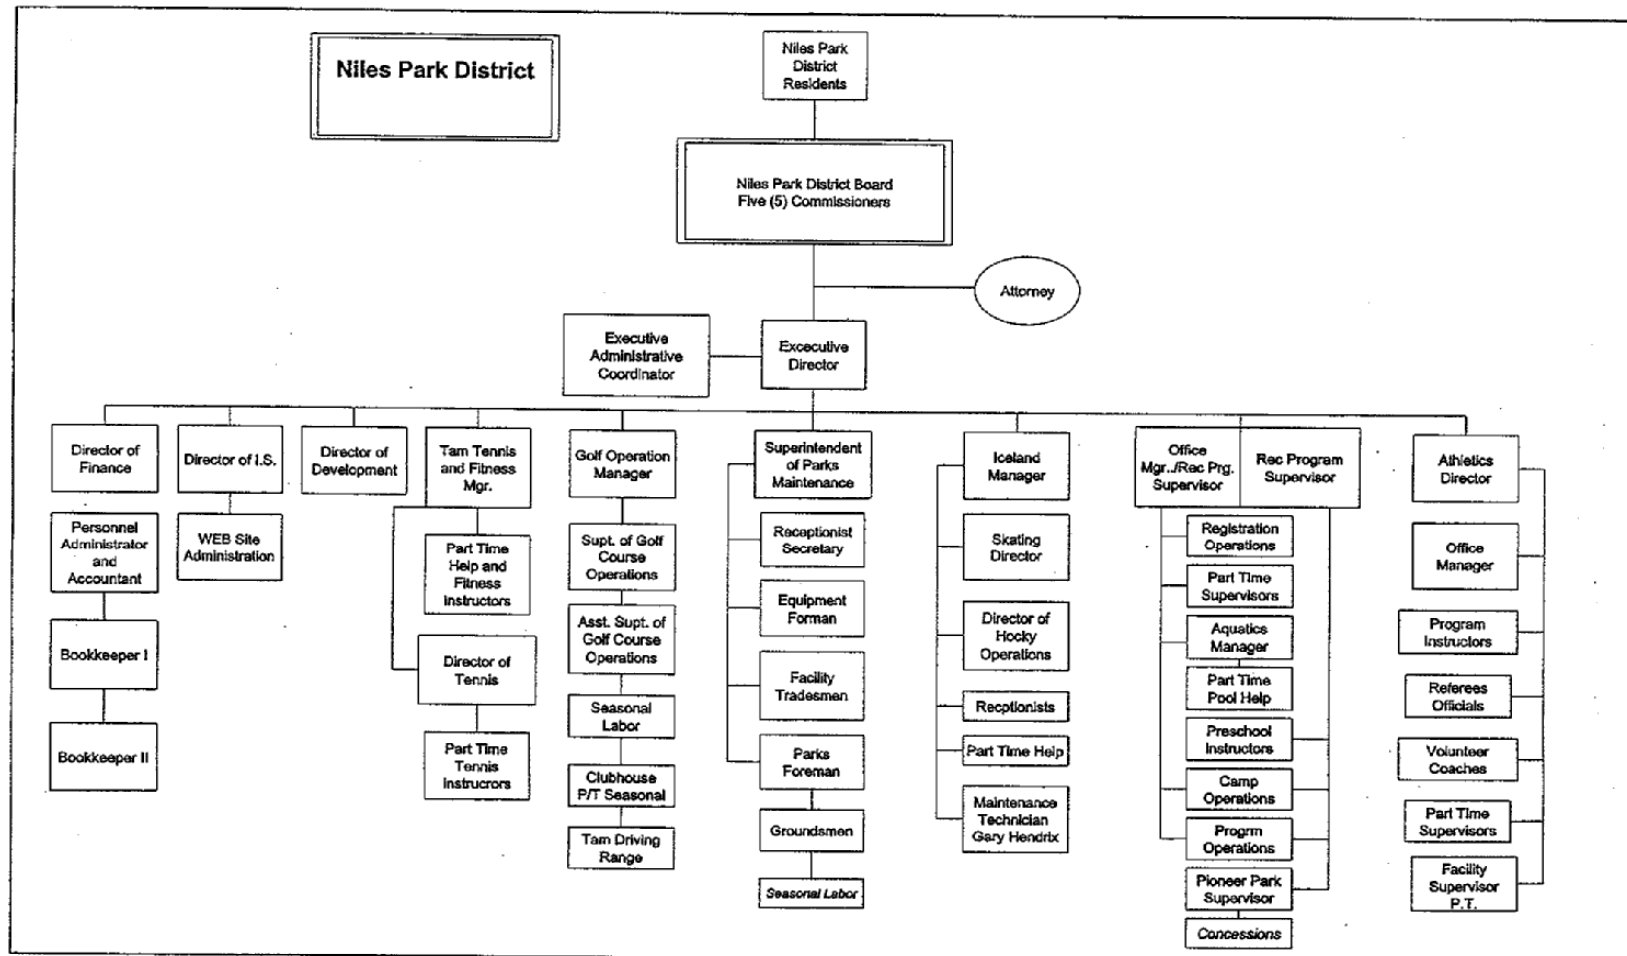 Niles Park District
Niles Park
District
Residents
Niles Park District Board
Five (5) Commissioners
Attorney
Executive
Administrative
Coordinator
Excecutive
Director
Director of
Finance
Director of I.S.
Director of
Development
Tam Tennis
and Fitness
Mgr.
Golf Operation
Manager
Superintendent
of Parks
Maintenance
Iceland
Manager
Office
Mgr../Rec Prg.
Supervisor
Rec Program
Supervisor
Athletics
Director
Personnel
Administrator
and
Accountant
Bookkeeper I
Bookkeeper II
WEB Site
Administration
Part Time
Help and
Fitness
Instructors
Director of
Tennis
Part Time
Tennis
Instrucrors
Supt. of Golf
Course
Operations
Asst. Supt. of
Golf Course
Operations
Seasonal
Labor
Clubhouse
P/T Seasonal
Tam Driving
Range
Receptionist
Secretary
Equipment
Forman
Facility
Tradesmen
Parks
Foreman
Groundsmen
Seasonal Labor
Skating
Director
Director of
Hocky
Operations
Recptionists
Part Time Help
Maintenance
Technician
Gary Hendrix
Registration
Operations
Part Time
Supervisors
Aquatics
Manager
Part Time
Pool Help
Preschool
Instructors
Camp
Operations
Progrm
Operations
Pioneer Park
Supervisor
Concessions
Office
Manager
Program
Instructors
Referees
Officials
Volunteer
Coaches
Part Time
Supervisors
Facility
Supervisor
P.T.